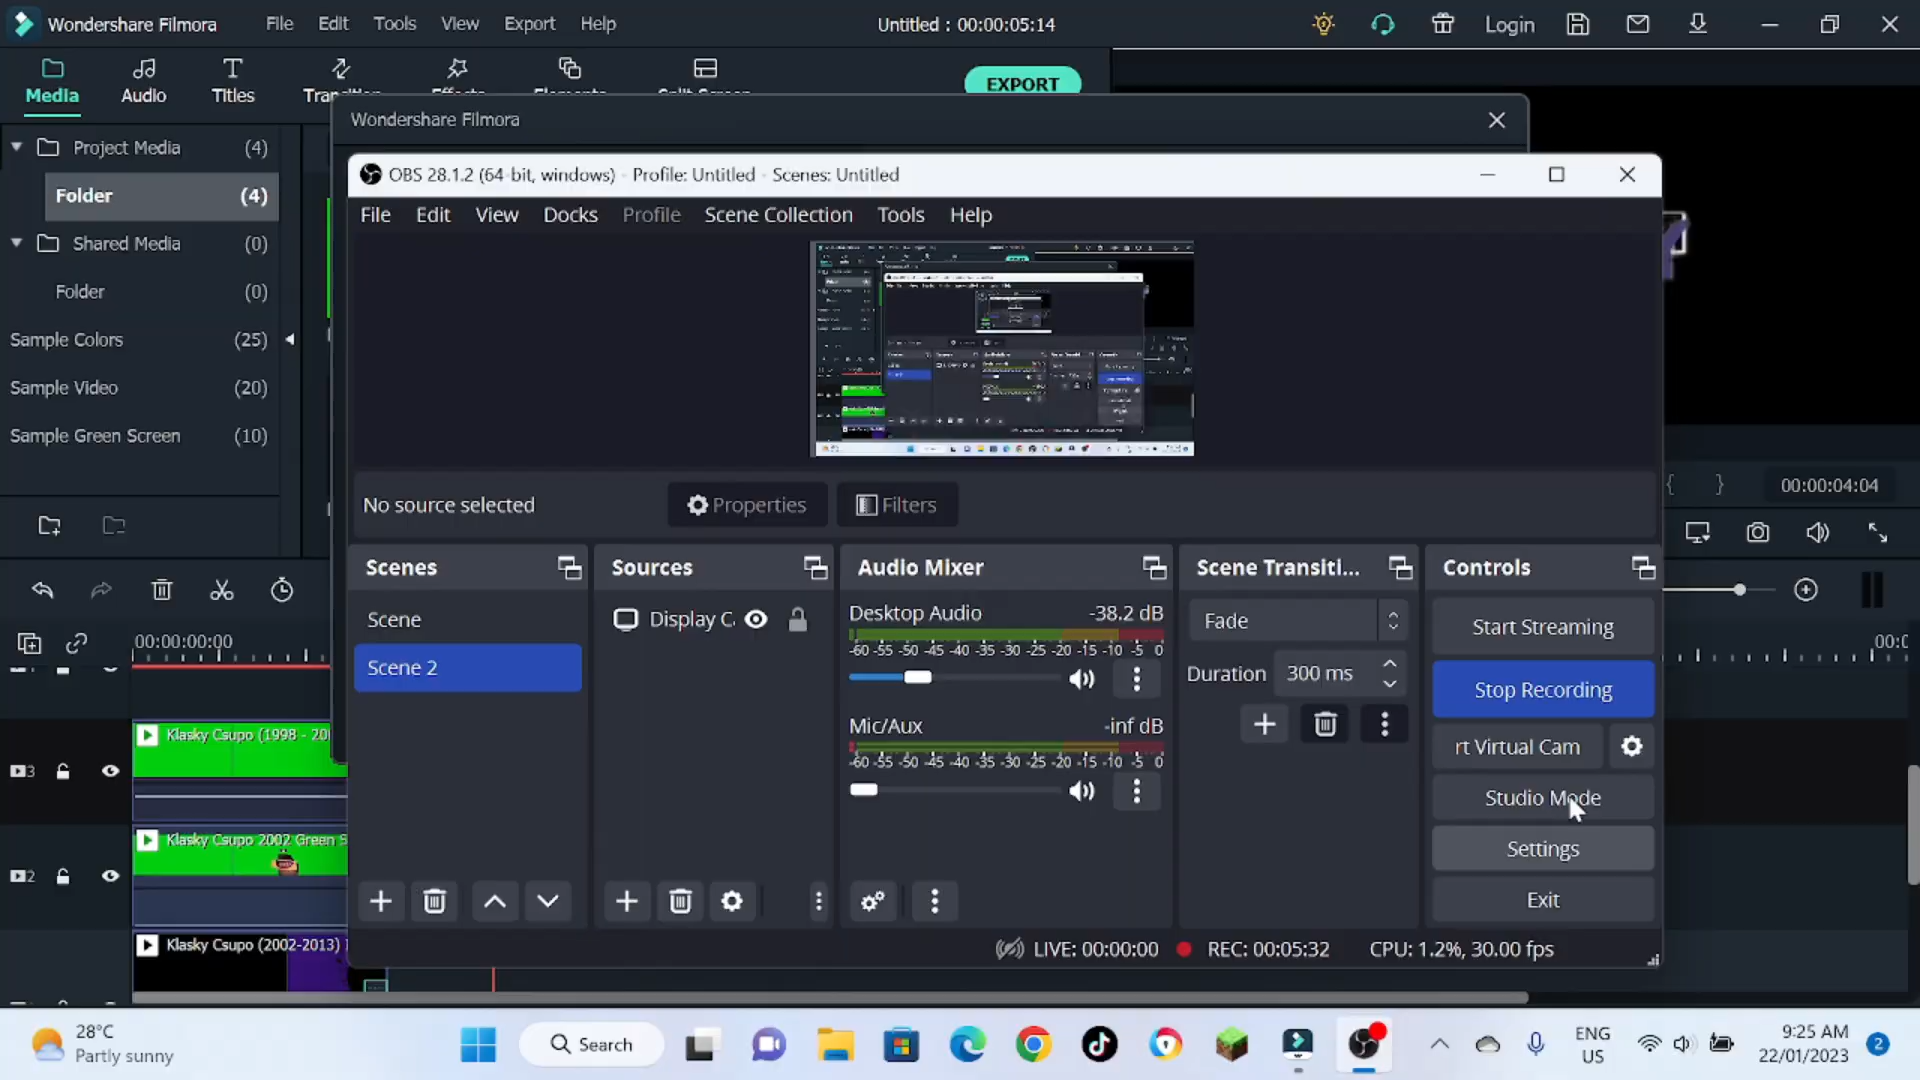 Wondershare Filmora
File Edit Tools View Export Help
Untitled : 00:00:05:14
Login
Media Audio Titles
EXPORT
Wondershare Filmora
Project Media (4)
Folder (4)
Shared Media (0)
Folder (0)
Sample Colors (25)
Sample Video (20)
Sample Green Screen (10)
OBS 28.1.2 (64-bit, windows) - Profile: Untitled - Scenes: Untitled
File Edit View Docks Profile Scene Collection Tools Help
No source selected
Properties
Filters
{ } 00:00:04:04
Scenes
Scene
Scene 2
Sources
Display C
Audio Mixer
Desktop Audio -38.2 dB
-60 -55 -50 -45 -40 -35 -30 -25 -20 -15 -10 -5 0
Mic/Aux -inf dB
-60 -55 -50 -45 -40 -35 -30 -25 -20 -15 -10 -5 0
Scene Transiti...
Fade
Duration 300 ms
Controls
Start Streaming
Stop Recording
rt Virtual Cam
Studio Mode
Settings
Exit
LIVE: 00:00:00 REC: 00:05:32 CPU: 1.2%, 30.00 fps
00:00:00:00
00:0
3
Klasky Csupo (1998 - 20
2
Klasky Csupo 2002 Green S
Klasky Csupo (2002-2013)
28°C
Partly sunny
Search
ENG
US
9:25 AM
22/01/2023
2